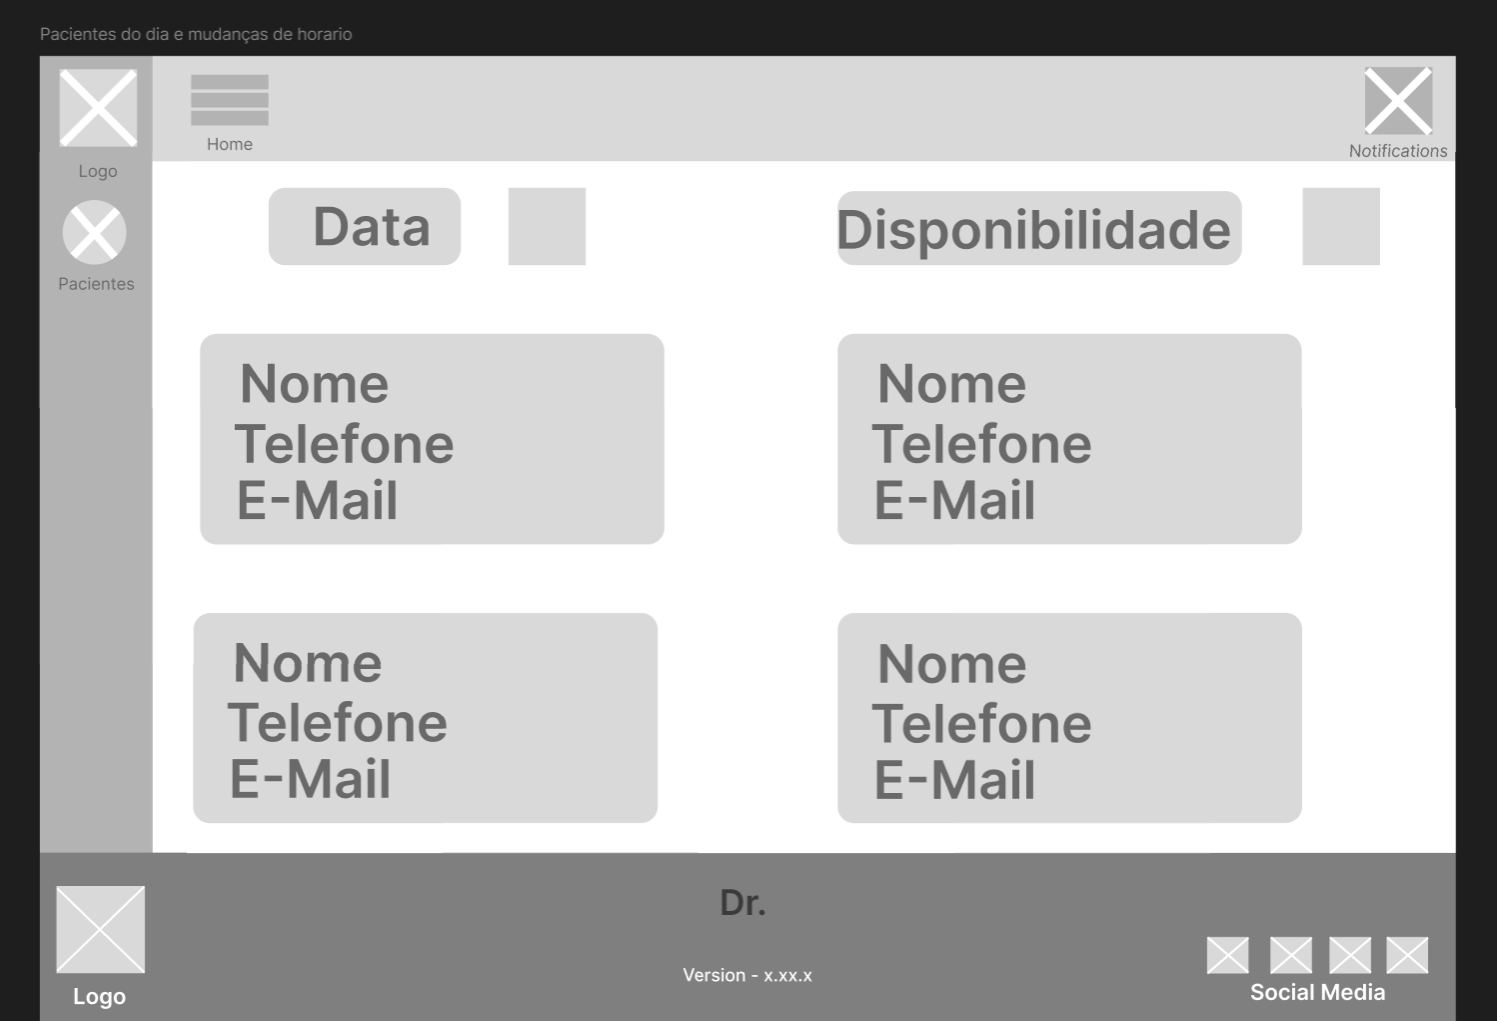 Pacientes do dia e mudanças de horario
Logo
Home
Notifications
Pacientes
Data
Disponibilidade
Nome
Telefone
E-Mail
Nome
Telefone
E-Mail
Nome
Telefone
E-Mail
Nome
Telefone
E-Mail
Logo
Dr.
Version - x.xx.x
Social Media